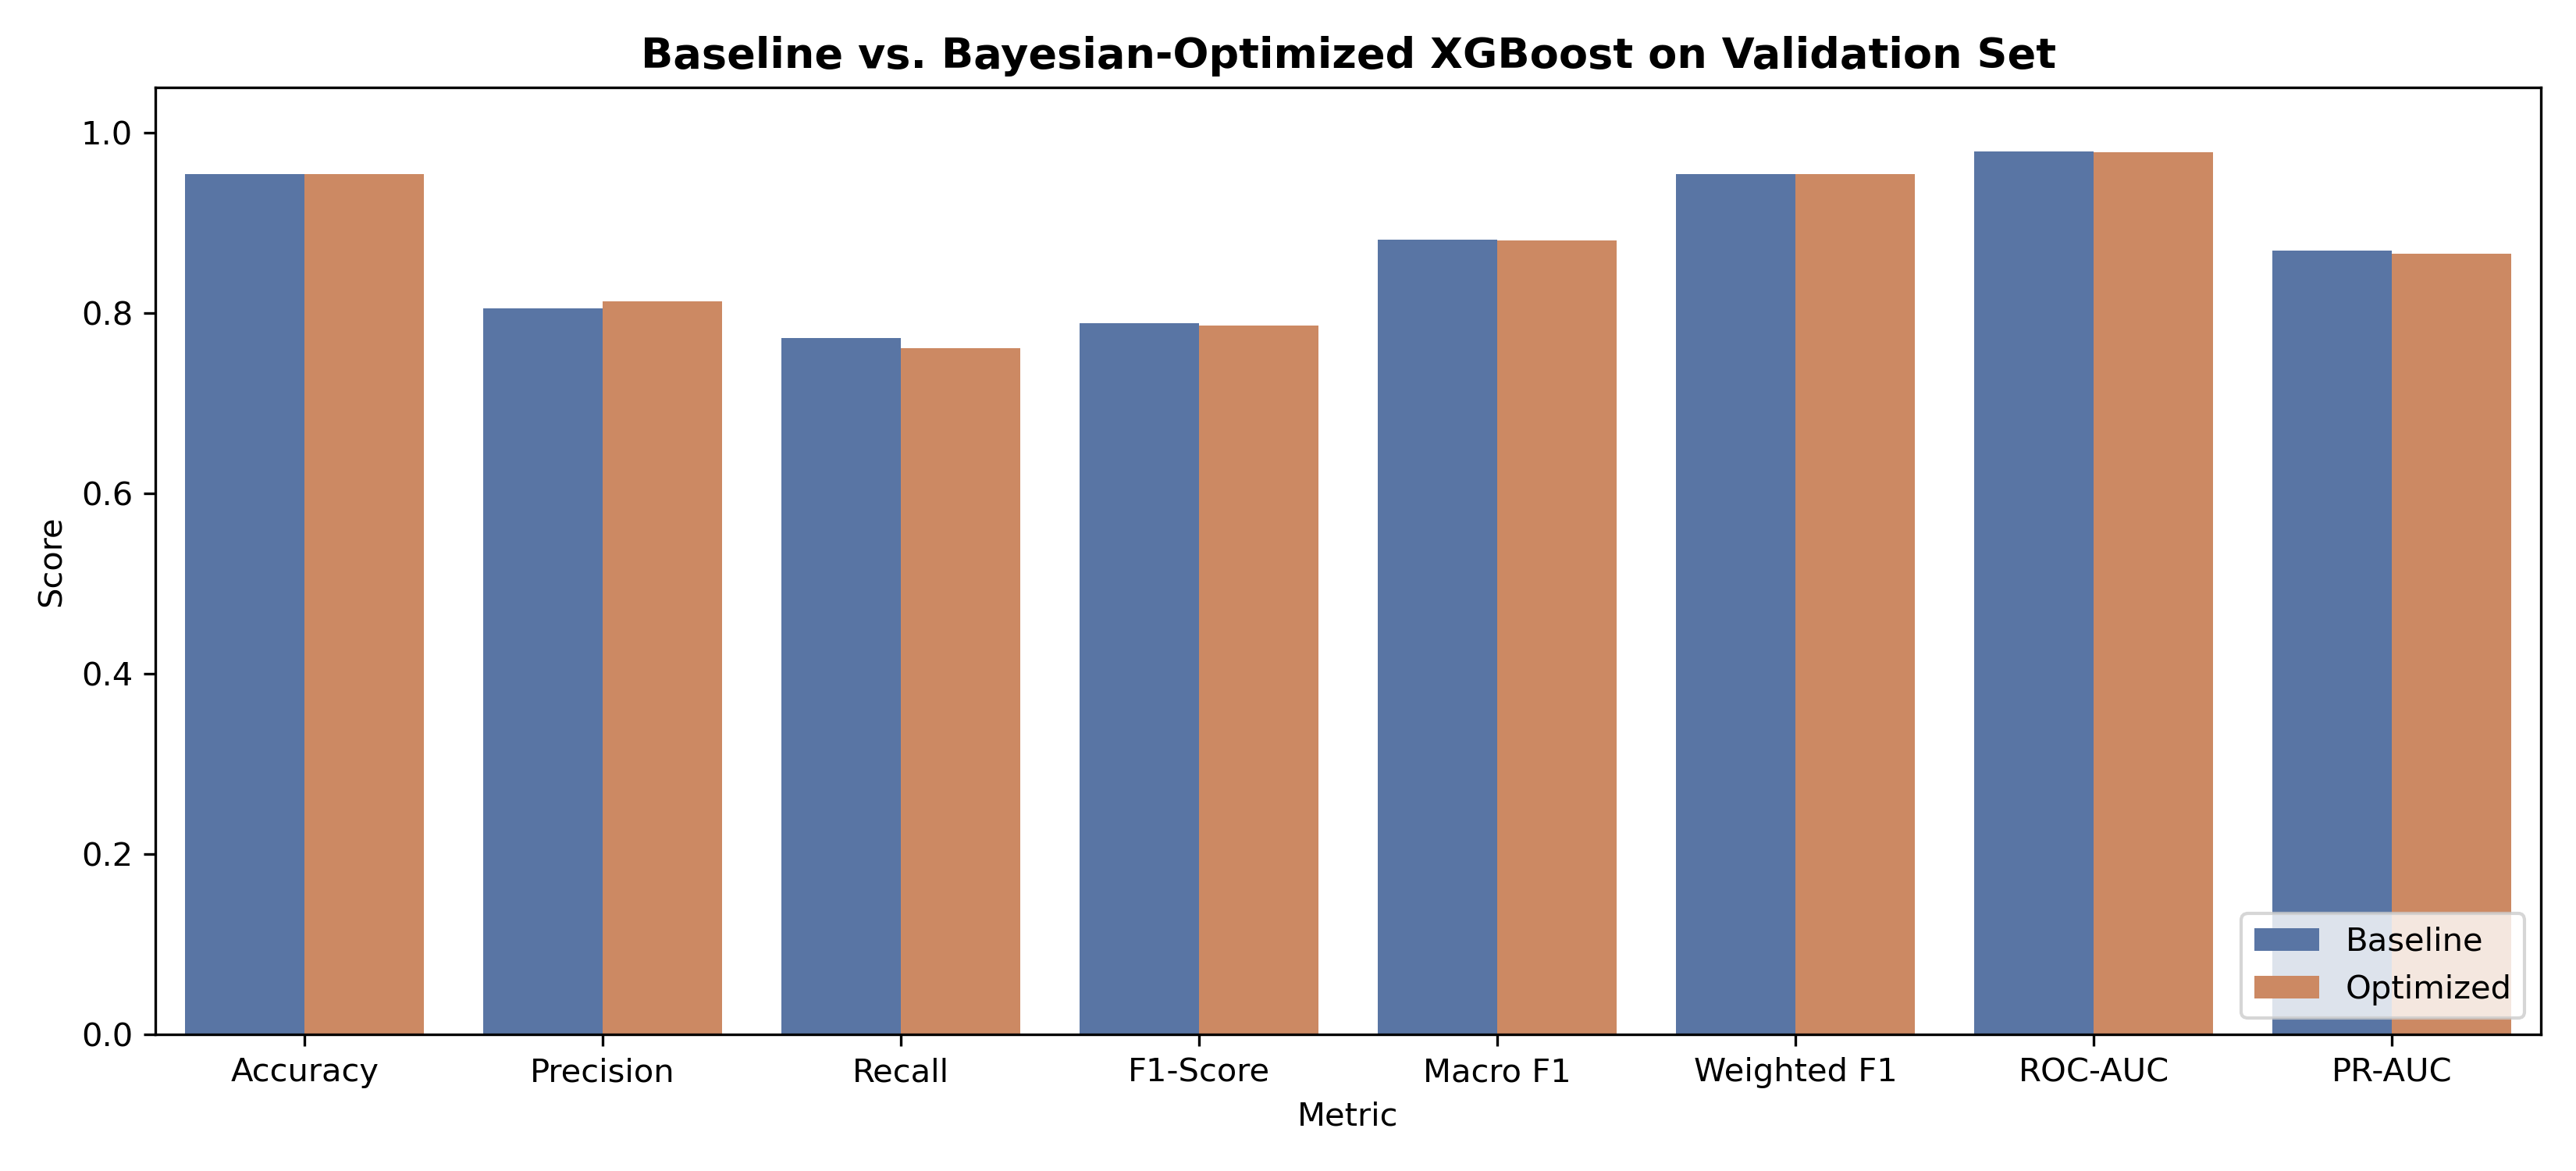 Baseline vs. Bayesian-Optimized XGBoost on Validation Set
1.0
0.8
0.6
0.4
0.2
0.0
Score
Accuracy Precision Recall F1-Score Macro F1 Weighted F1 ROC-AUC PR-AUC
Metric
Baseline
Optimized